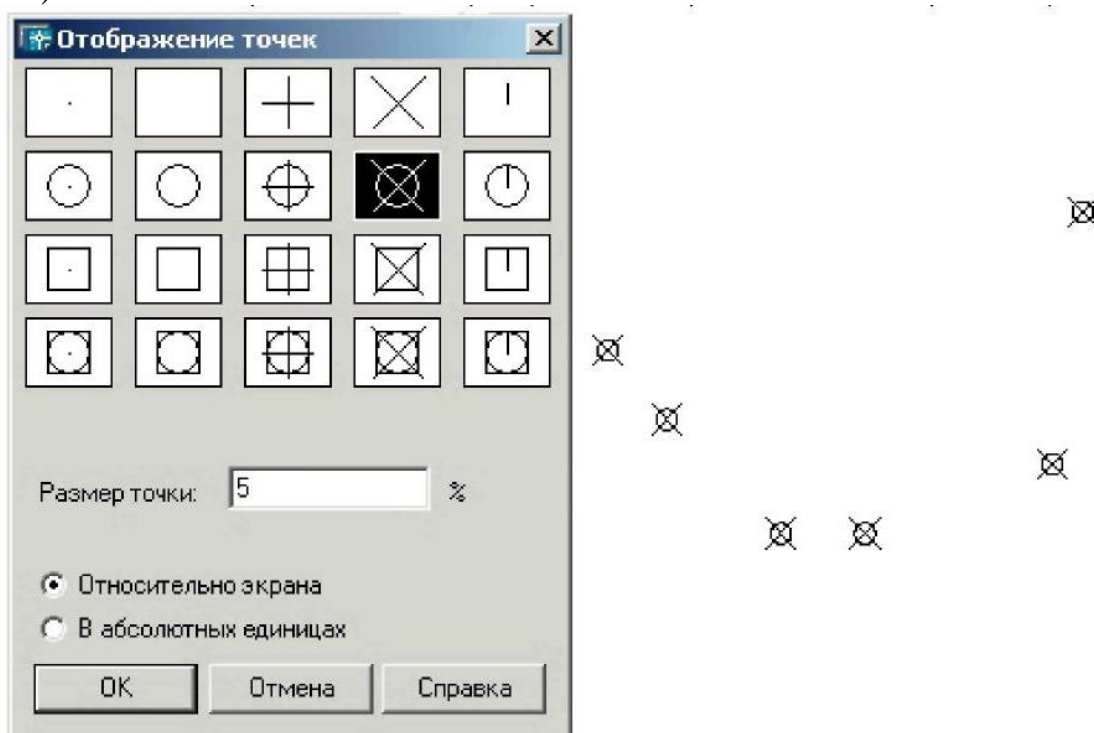 Отображение точек
Размер точки: 5 %
Относительно экрана
В абсолютных единицах
OK Отмена Справка